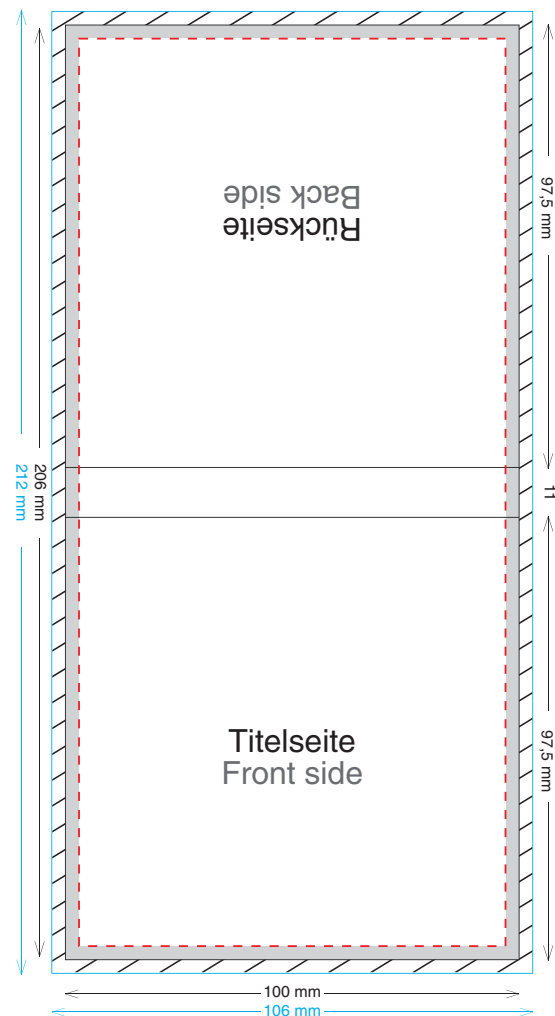 Rückseite
Back side
97,5 mm
11
206 mm
212 mm
Titelseite
Front side
97,5 mm
100 mm
106 mm